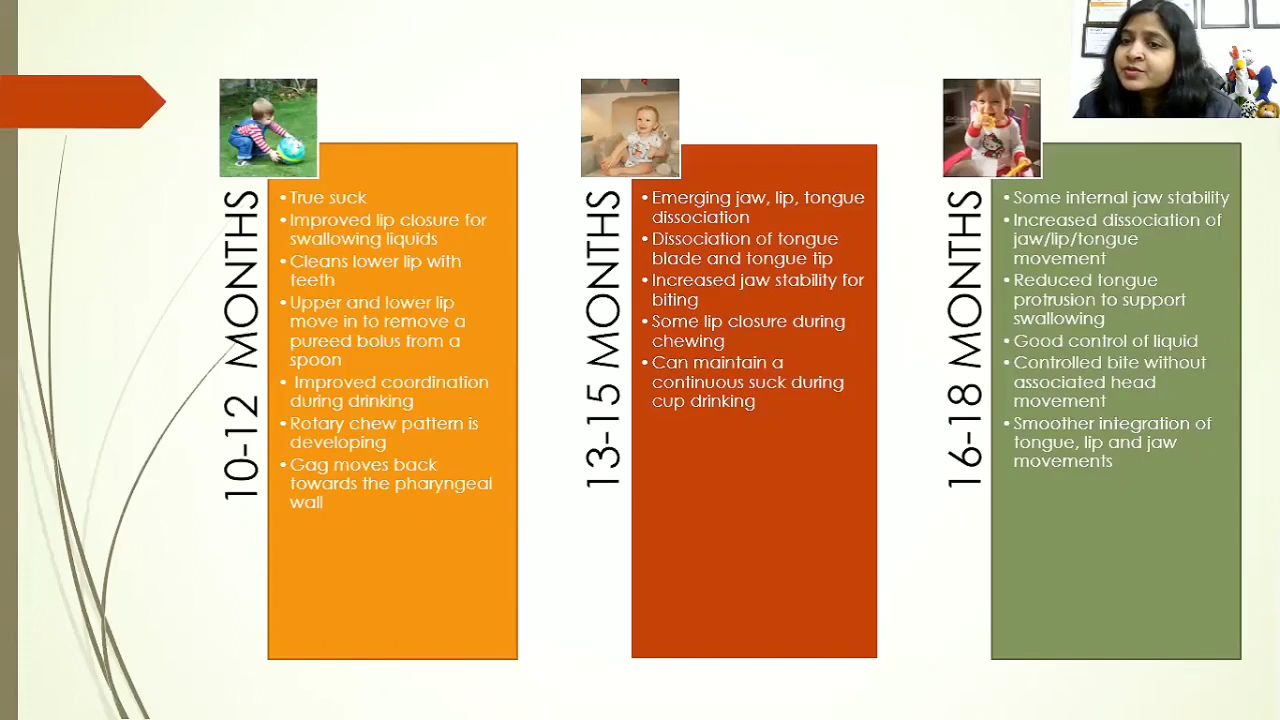 10-12 MONTHS
•True suck
•Improved lip closure for
swallowing liquids
•Cleans lower lip with
teeth
•Upper and lower lip
move in to remove a
pureed bolus from a
spoon
• Improved coordination
during drinking
•Rotary chew pattern is
developing
•Gag moves back
towards the pharyngeal
wall
13-15 MONTHS
•Emerging jaw, lip, tongue
dissociation
•Dissociation of tongue
blade and tongue tip
•Increased jaw stability for
biting
•Some lip closure during
chewing
•Can maintain a
continuous suck during
cup drinking
16-18 MONTHS
•Some internal jaw stability
•Increased dissociation of
jaw/lip/tongue
movement
•Reduced tongue
protrusion to support
swallowing
•Good control of liquid
•Controlled bite without
associated head
movement
•Smoother integration of
tongue, lip and jaw
movements